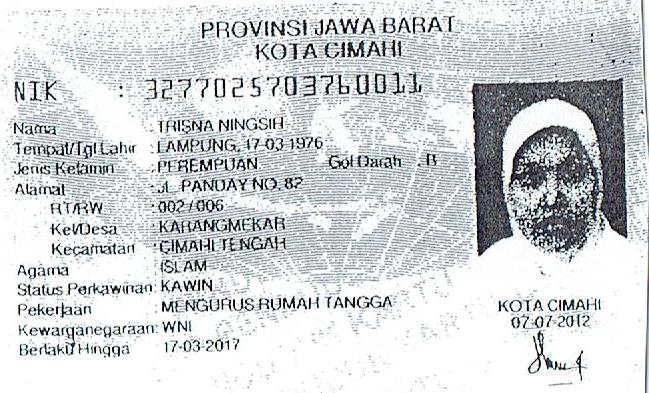 PROVINSI JAWA BARAT
KOTA CIMAHI
NIK : 3277025703760011
Nama : TRISNA NINGSIH
Tempat/Tgl Lahir : LAMPUNG, 17-03-1976
Jenis Kelamin : PEREMPUAN Gol Darah : B
Alamat : JL. PANDAY NO. 82
RT/RW : 002 / 006
Kel/Desa : KARANGMEKAR
Kecamatan : CIMAHI TENGAH
Agama : ISLAM
Status Perkawinan: KAWIN
Pekerjaan : MENGURUS RUMAH TANGGA
Kewarganegaraan: WNI
Berlaku Hingga : 17-03-2017
KOTA CIMAHI
07-07-2012